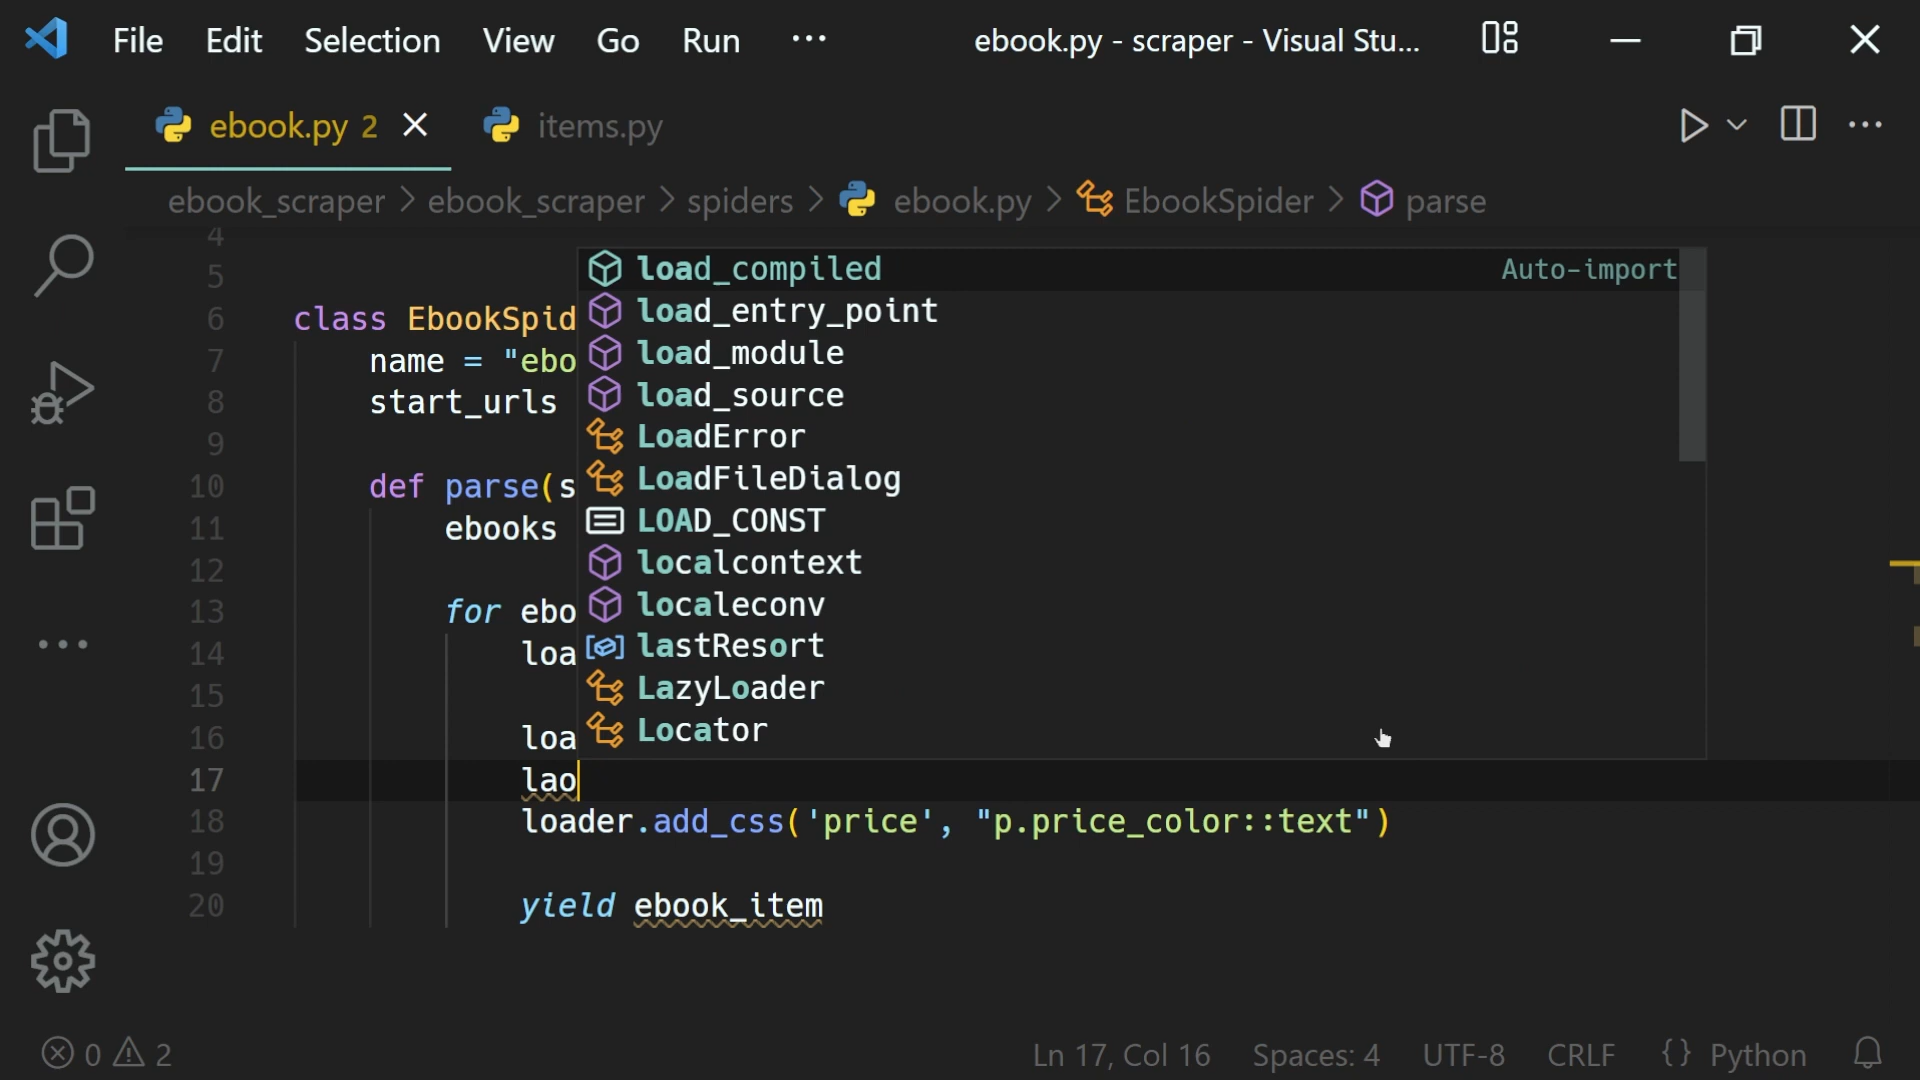 File Edit Selection View Go Run ··· ebook.py - scraper - Visual Stu...
ebook.py 2 items.py
ebook_scraper > ebook_scraper > spiders > ebook.py > EbookSpider > parse
4
5
6 class EbookSpid
7 name = "ebo
8 start_urls
9
10 def parse(s
11 ebooks
12
13 for ebo
14 loa
15
16 loa
17 lao
18 loader.add_css('price', "p.price_color::text")
19
20 yield ebook_item
load_compiled Auto-import
load_entry_point
load_module
load_source
LoadError
LoadFileDialog
LOAD_CONST
localcontext
localeconv
lastResort
LazyLoader
Locator
0 2 Ln 17, Col 16 Spaces: 4 UTF-8 CRLF {} Python